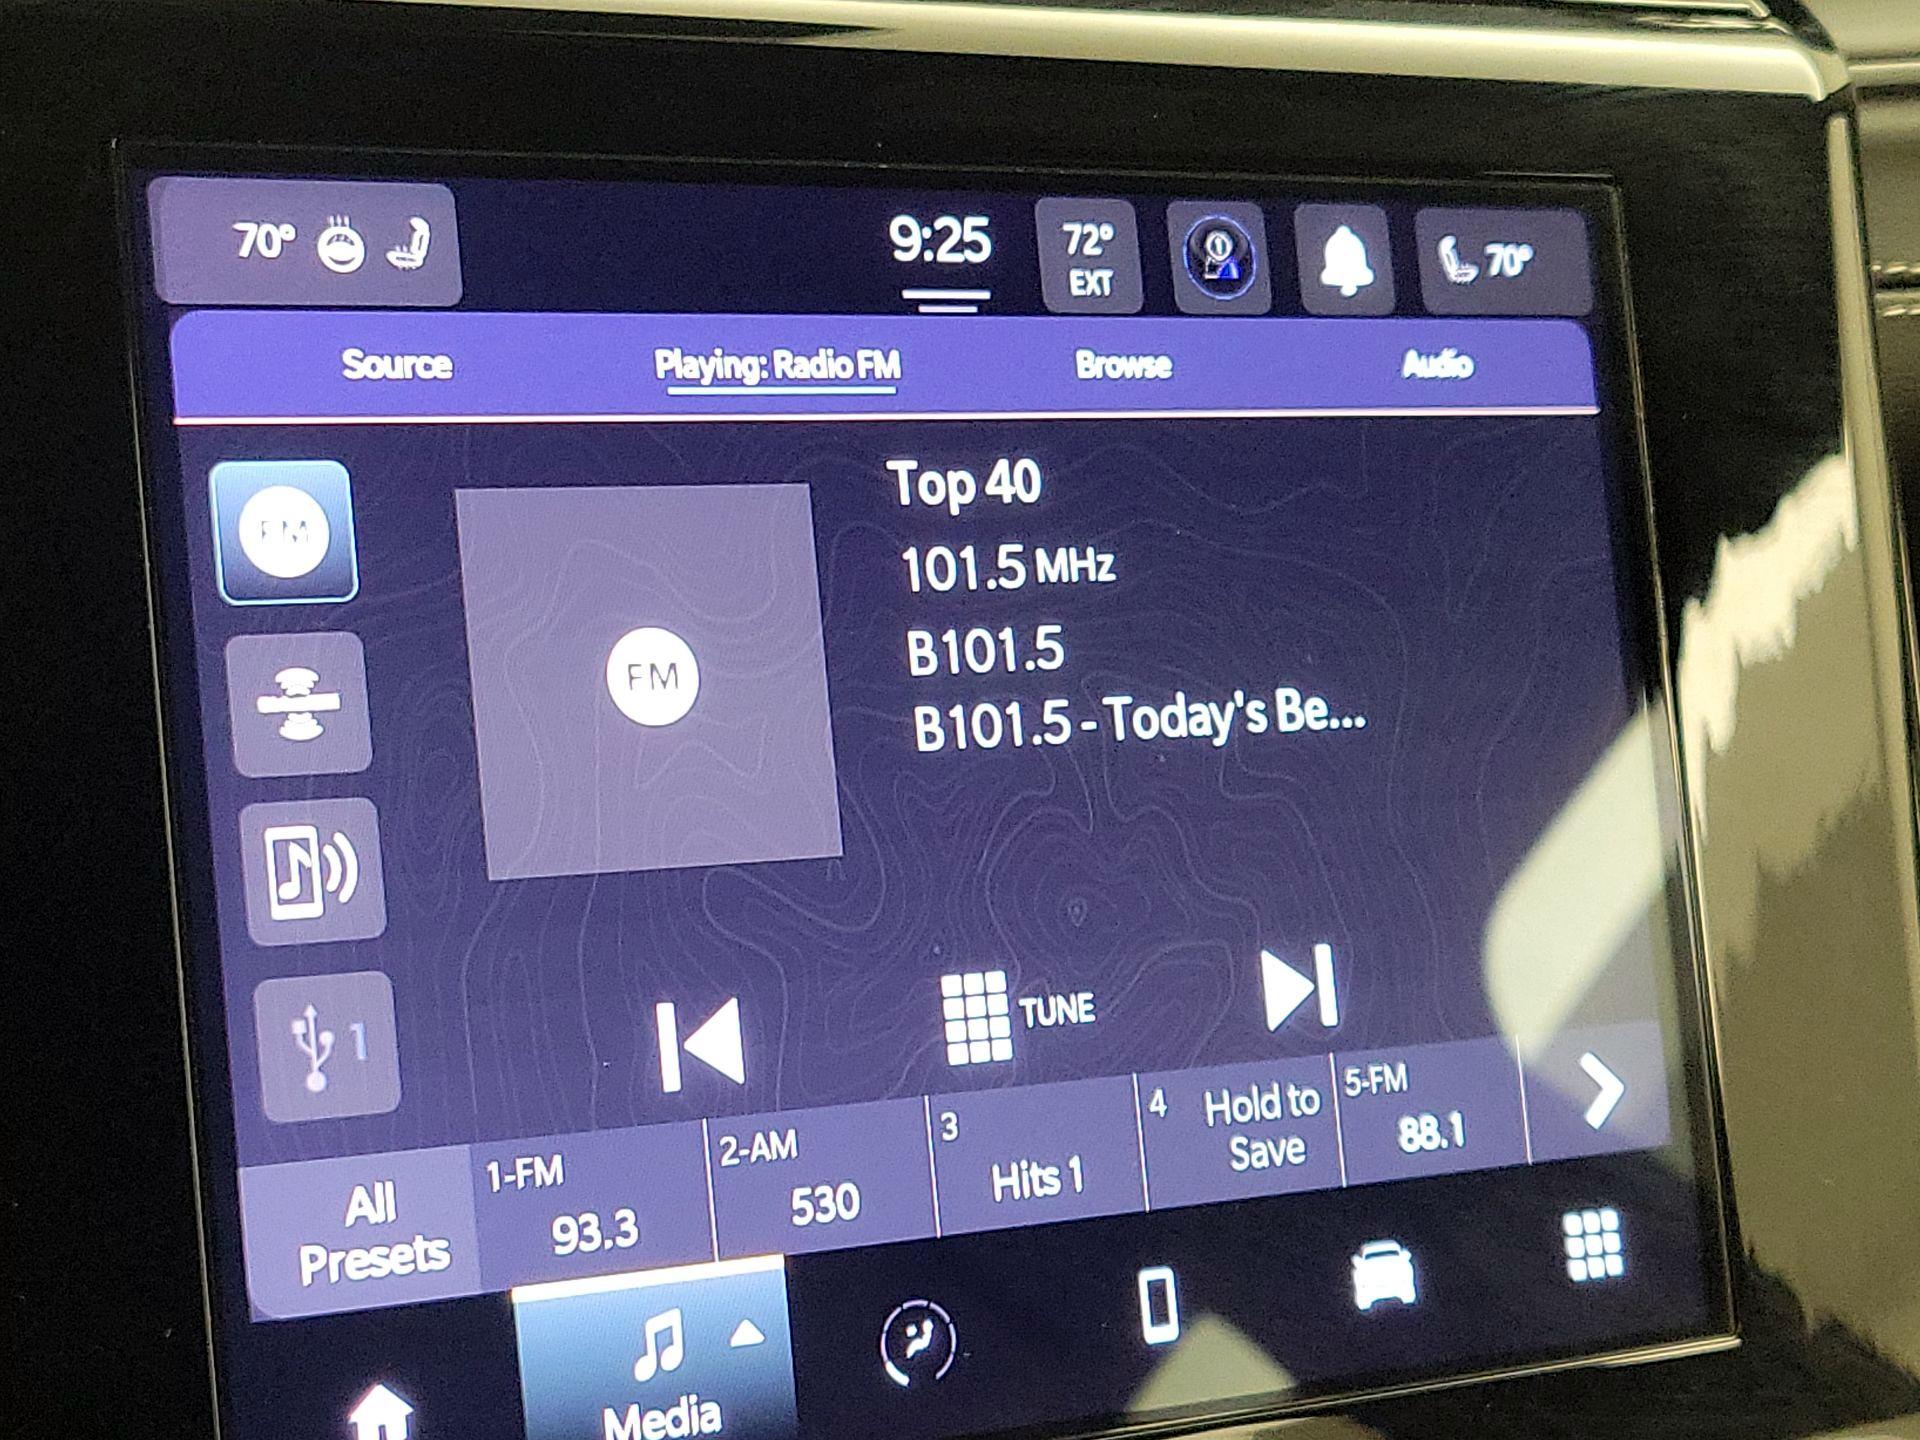 70° 9:25 72° EXT 70°
Source Playing: Radio FM Browse Audio
FM
Top 40
101.5 MHz
B101.5
B101.5 - Today's Be...
FM
1
TUNE
All Presets
1-FM
93.3
2-AM
530
3
Hits 1
4
Hold to
Save
5-FM
88.1
Media